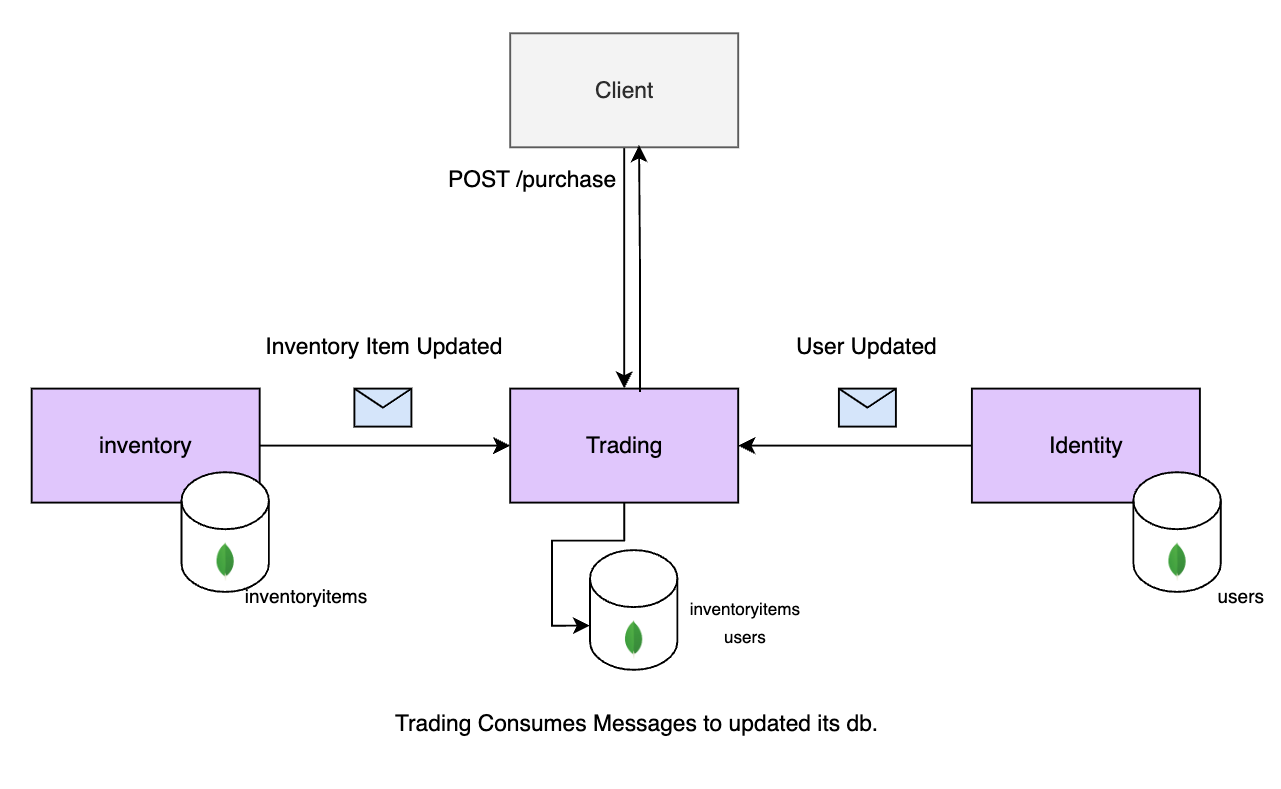 Client
POST /purchase
Inventory Item Updated
User Updated
inventory
Trading
Identity
inventoryitems
users
inventoryitems
users
Trading Consumes Messages to updated its db.